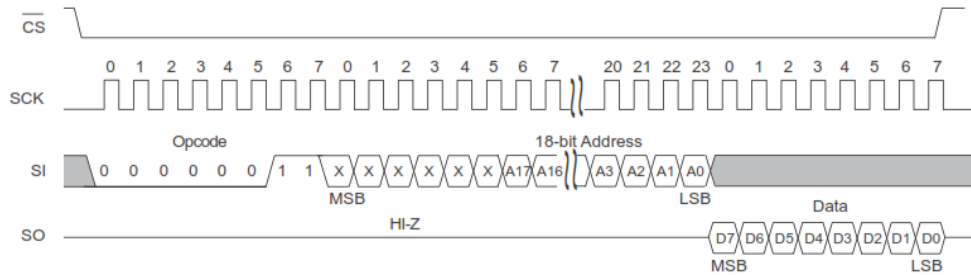 CS
0 1 2 3 4 5 6 7 0 1 2 3 4 5 6 7 20 21 22 23 0 1 2 3 4 5 6 7
SCK
Opcode 18-bit Address
SI 0 0 0 0 0 0 1 1 X X X X X X A17 A16 A3 A2 A1 A0
MSB LSB
HI-Z Data
SO D7 D6 D5 D4 D3 D2 D1 D0
MSB LSB